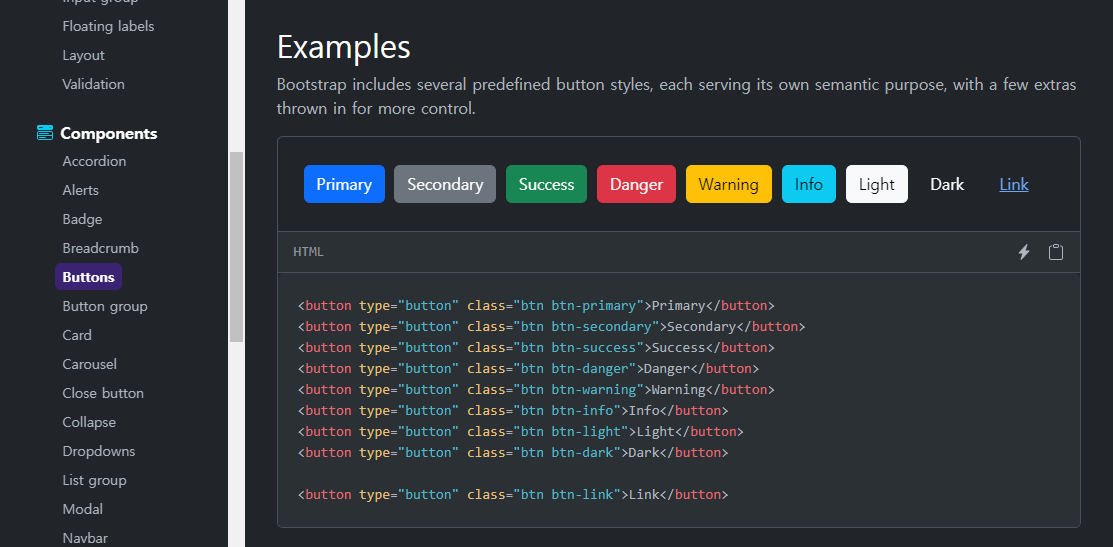 Input group
Floating labels
Layout
Validation
Components
Accordion
Alerts
Badge
Breadcrumb
Buttons
Button group
Card
Carousel
Close button
Collapse
Dropdowns
List group
Modal
Navbar
Examples
Bootstrap includes several predefined button styles, each serving its own semantic purpose, with a few extras
thrown in for more control.
Primary Secondary Success Danger Warning Info Light Dark Link
HTML
<button type="button" class="btn btn-primary">Primary</button>
<button type="button" class="btn btn-secondary">Secondary</button>
<button type="button" class="btn btn-success">Success</button>
<button type="button" class="btn btn-danger">Danger</button>
<button type="button" class="btn btn-warning">Warning</button>
<button type="button" class="btn btn-info">Info</button>
<button type="button" class="btn btn-light">Light</button>
<button type="button" class="btn btn-dark">Dark</button>
<button type="button" class="btn btn-link">Link</button>